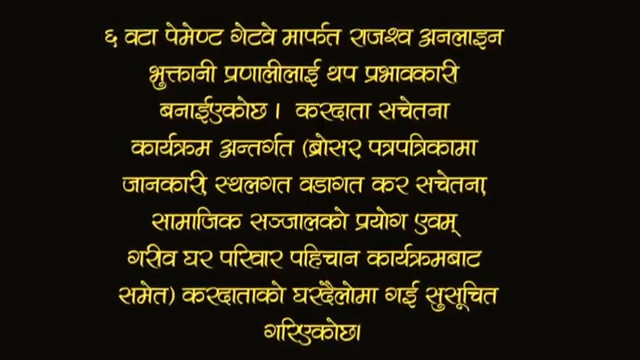 ६ वटा पेमेण्ट गेटवे मार्फत राजश्व अनलाइन
भुक्तानी प्रणालीलाई थप प्रभावकारी
बनाईएकोछ । करदाता सचेतना
कार्यक्रम अन्तर्गत (ब्रोसर, पत्रपत्रिकामा
जानकारी, स्थलगत वडागत कर सचेतना,
सामाजिक सञ्जालको प्रयोग एवम्
गरीव घर परिवार पहिचान कार्यक्रमबाट
समेत) करदाताको घरदैलोमा गई सुसूचित
गरिएकोछ।